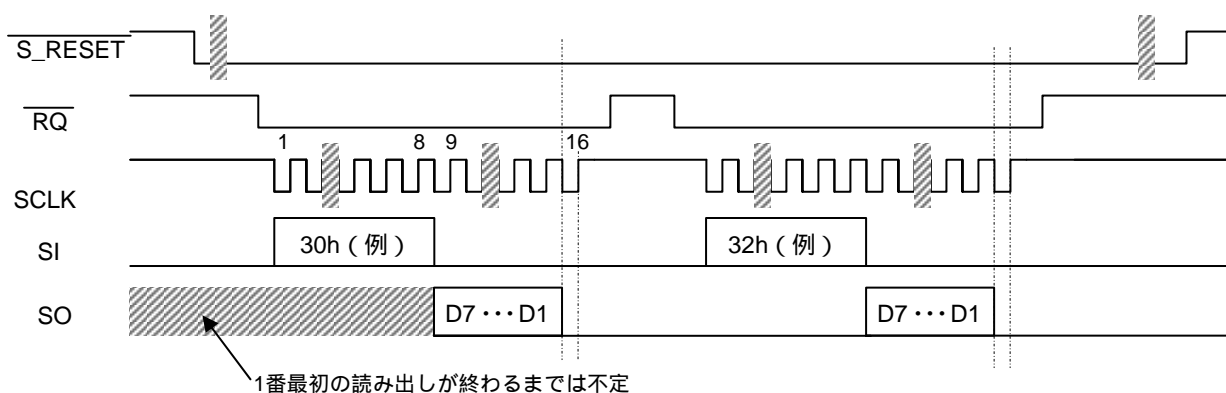 S_RESET
RQ
1 8 9 16
SCLK
SI
30h（例）
32h（例）
SO
D7・・・D1
D7・・・D1
1番最初の読み出しが終わるまでは不定